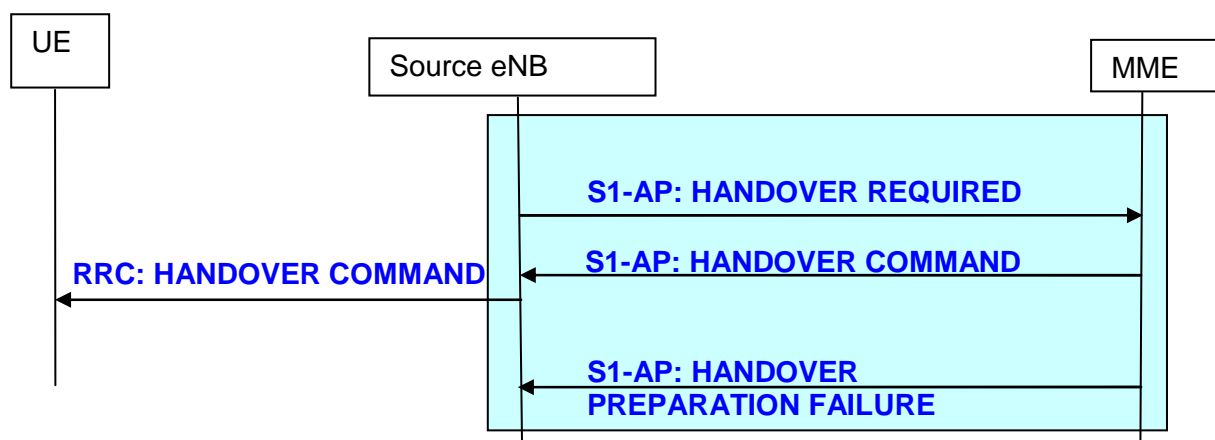 UE
Source eNB
MME
S1-AP: HANDOVER REQUIRED
S1-AP: HANDOVER COMMAND
RRC: HANDOVER COMMAND
S1-AP: HANDOVER
PREPARATION FAILURE